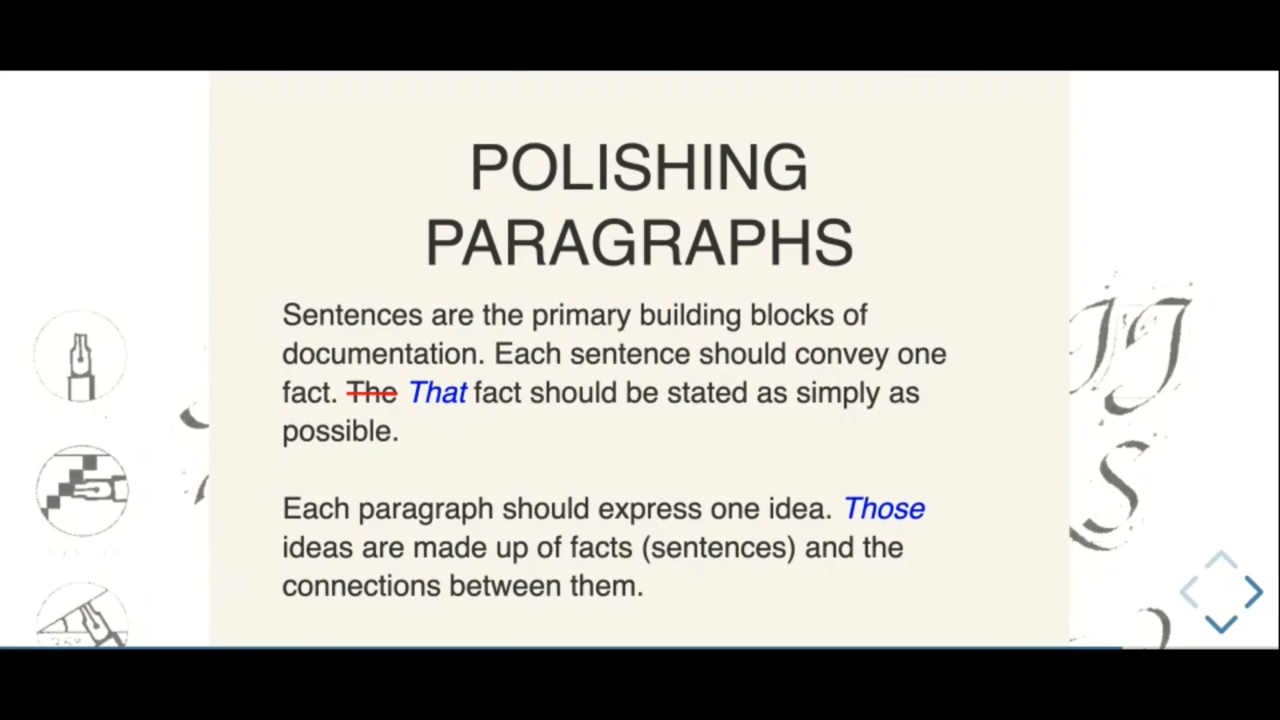 POLISHING
PARAGRAPHS
Sentences are the primary building blocks of
documentation. Each sentence should convey one
fact. The That fact should be stated as simply as
possible.
Each paragraph should express one idea. Those
ideas are made up of facts (sentences) and the
connections between them.